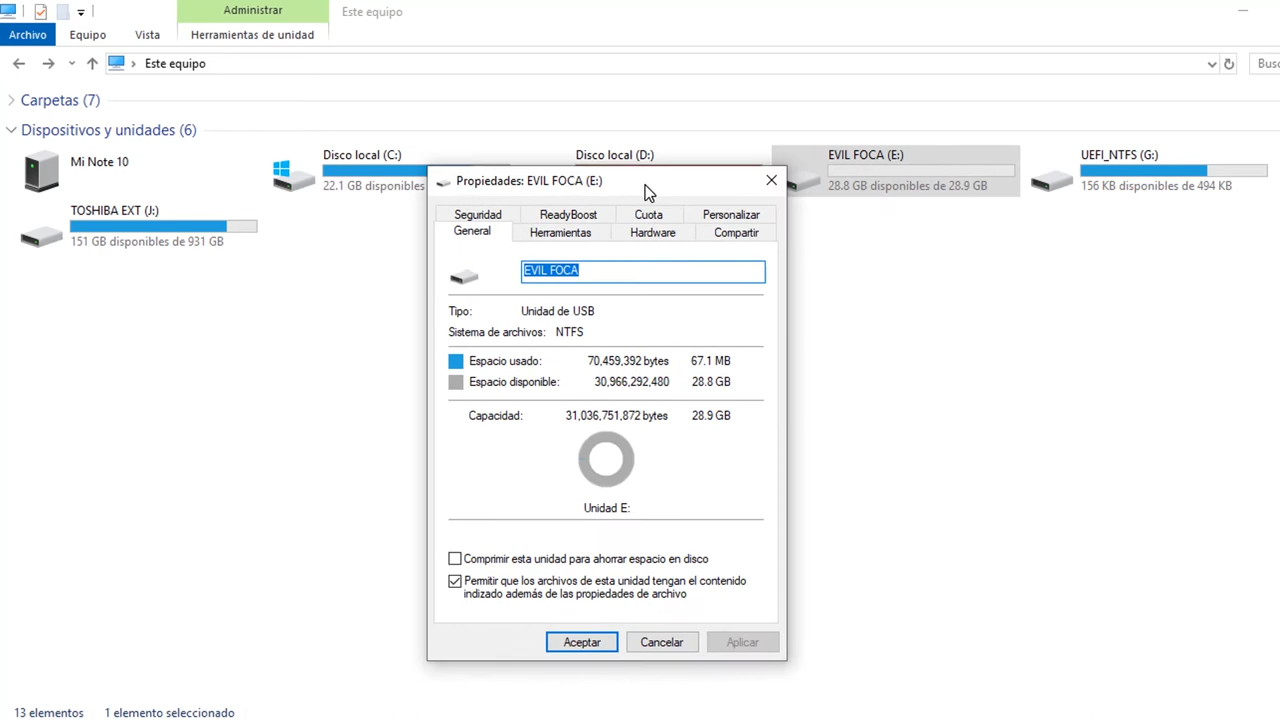 Administrar
Este equipo
Archivo
Equipo
Vista
Herramientas de unidad
Este equipo
Carpetas (7)
Dispositivos y unidades (6)
Mi Note 10
Disco local (C:)
22.1 GB disponibles
Disco local (D:)
EVIL FOCA (E:)
28.8 GB disponibles de 28.9 GB
UEFI_NTFS (G:)
156 KB disponibles de 494 KB
TOSHIBA EXT (J:)
151 GB disponibles de 931 GB
Propiedades: EVIL FOCA (E:)
Seguridad
ReadyBoost
Cuota
Personalizar
General
Herramientas
Hardware
Compartir
EVIL FOCA
Tipo: Unidad de USB
Sistema de archivos: NTFS
Espacio usado: 70,459,392 bytes 67.1 MB
Espacio disponible: 30,966,292,480 28.8 GB
Capacidad: 31,036,751,872 bytes 28.9 GB
Unidad E:
Comprimir esta unidad para ahorrar espacio en disco
Permitir que los archivos de esta unidad tengan el contenido
indizado además de las propiedades de archivo
Aceptar
Cancelar
Aplicar
13 elementos
1 elemento seleccionado